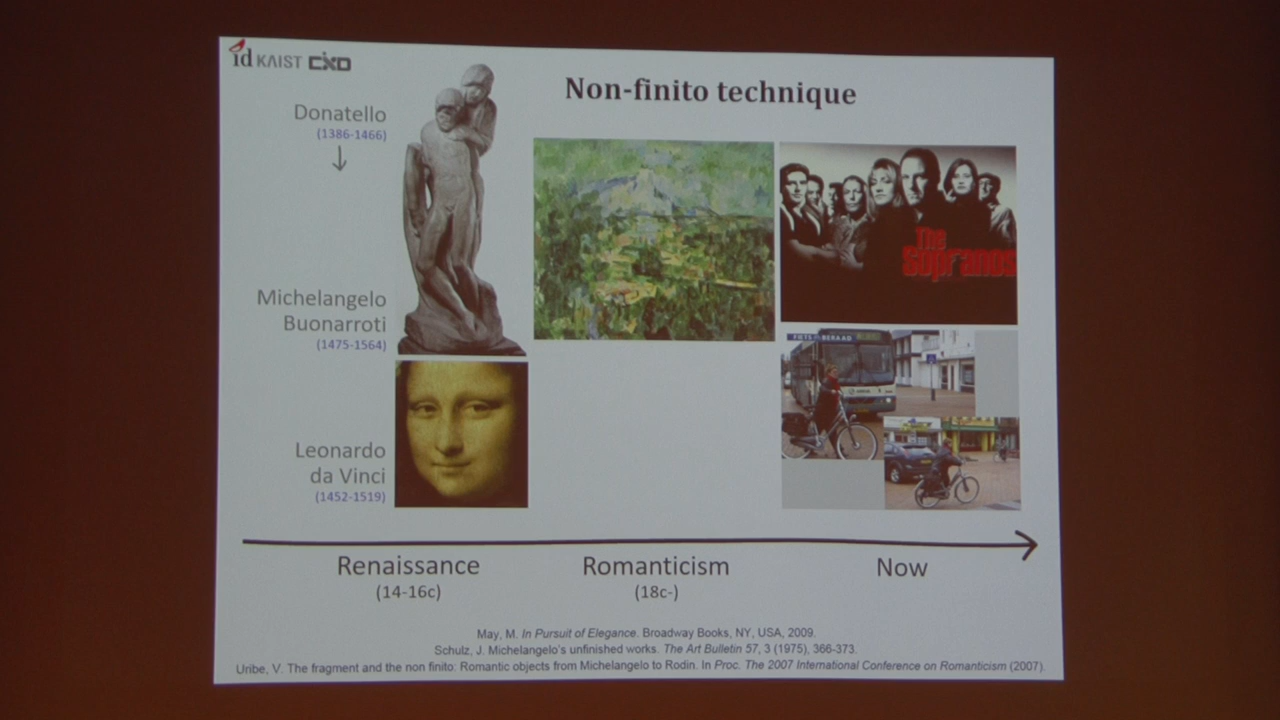 id KAIST CIXD
Non-finito technique
Donatello
(1386-1466)
Michelangelo
Buonarroti
(1475-1564)
Leonardo
da Vinci
(1452-1519)
The
Sopranos
FIETS BERAAD
Renaissance
(14-16c)
Romanticism
(18c-)
Now
May, M. In Pursuit of Elegance. Broadway Books, NY, USA, 2009.
Schulz, J. Michelangelo's unfinished works. The Art Bulletin 57, 3 (1975), 366-373.
Uribe, V. The fragment and the non finito: Romantic objects from Michelangelo to Rodin. In Proc. The 2007 International Conference on Romanticism (2007).